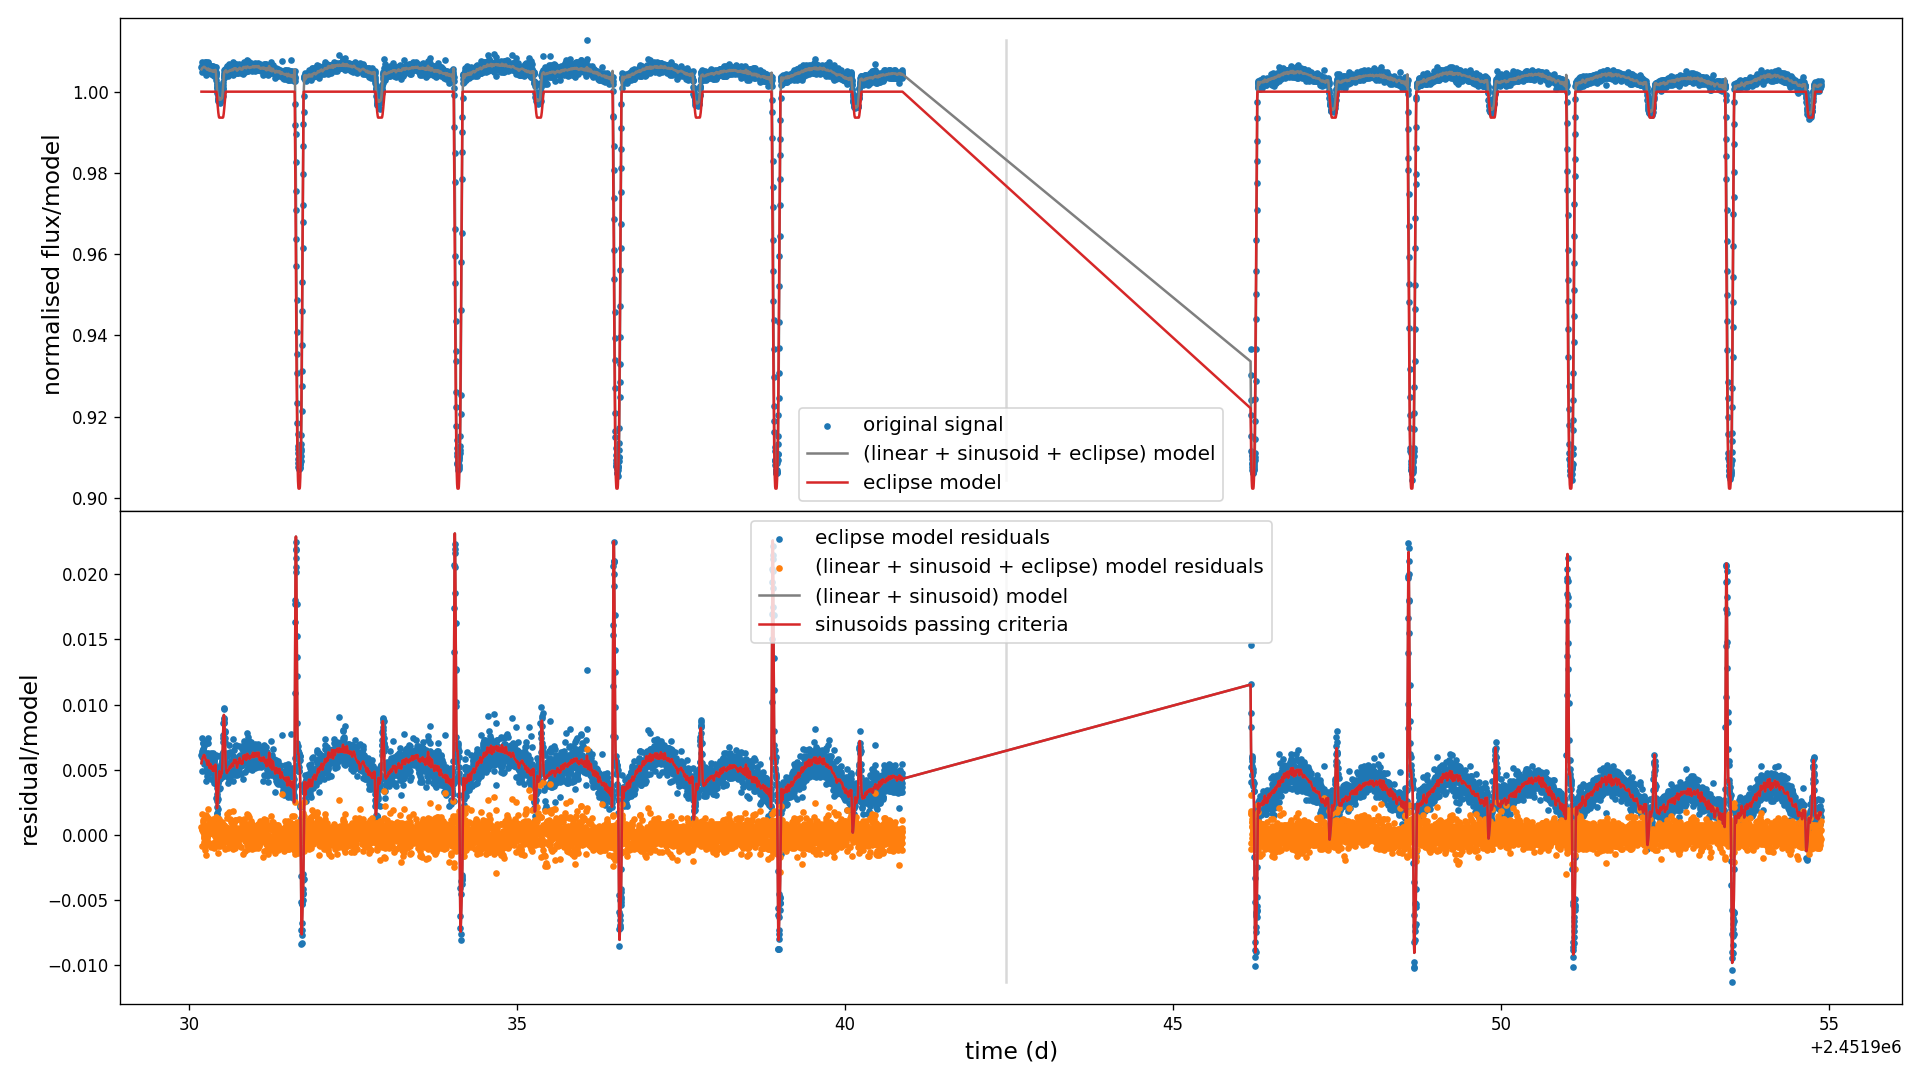 normalised flux/model
1.00
0.98
0.96
0.94
0.92
0.90
original signal
(linear + sinusoid + eclipse) model
eclipse model
residual/model
0.020
0.015
0.010
0.005
0.000
−0.005
−0.010
eclipse model residuals
(linear + sinusoid + eclipse) model residuals
(linear + sinusoid) model
sinusoids passing criteria
30 35 40 45 50 55
time (d)
+2.4519e6